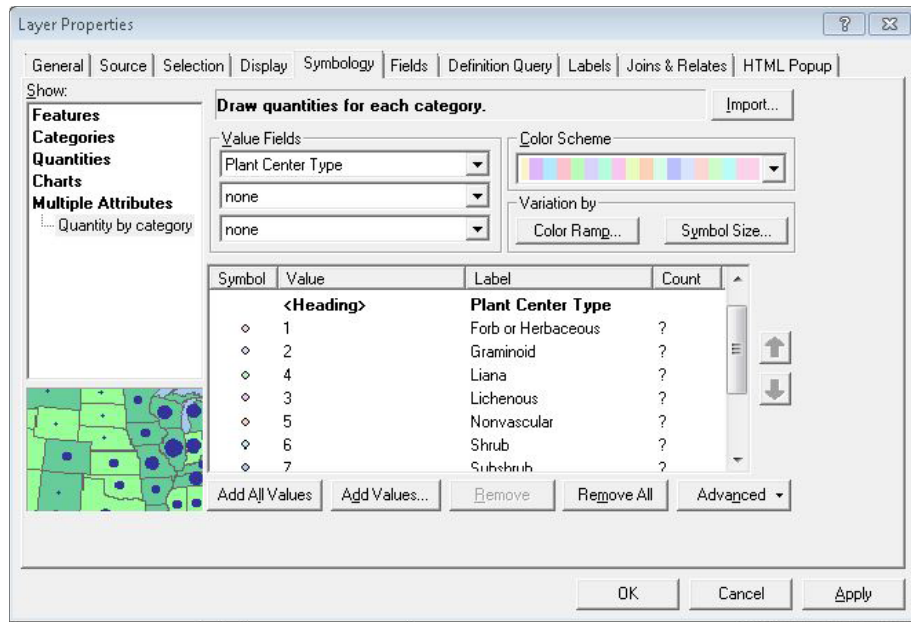 Layer Properties
General Source Selection Display Symbology Fields Definition Query Labels Joins & Relates HTML Popup
Show:
Features
Categories
Quantities
Charts
Multiple Attributes
Quantity by category
Draw quantities for each category.
Import...
Value Fields
Plant Center Type
none
none
Color Scheme
Variation by
Color Ramp...
Symbol Size...
Symbol Value Label Count
<Heading> Plant Center Type
1 Forb or Herbaceous ?
2 Graminoid ?
4 Liana ?
3 Lichenous ?
5 Nonvascular ?
6 Shrub ?
7 Subshrub ?
Add All Values
Add Values...
Remove
Remove All
Advanced
OK
Cancel
Apply